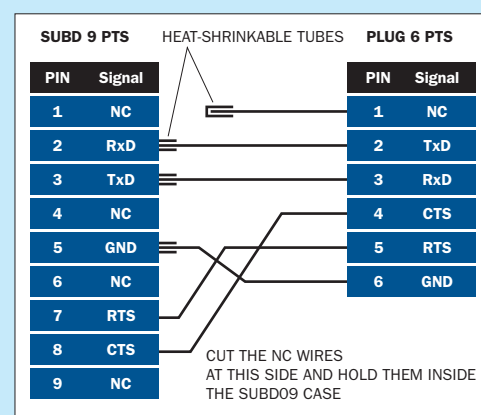 SUBD 9 PTS HEAT-SHRINKABLE TUBES PLUG 6 PTS
PIN Signal PIN Signal
1 NC 1 NC
2 RxD 2 TxD
3 TxD 3 RxD
4 NC 4 CTS
5 GND 5 RTS
6 NC 6 GND
7 RTS
8 CTS
9 NC
CUT THE NC WIRES
AT THIS SIDE AND HOLD THEM INSIDE
THE SUBD09 CASE